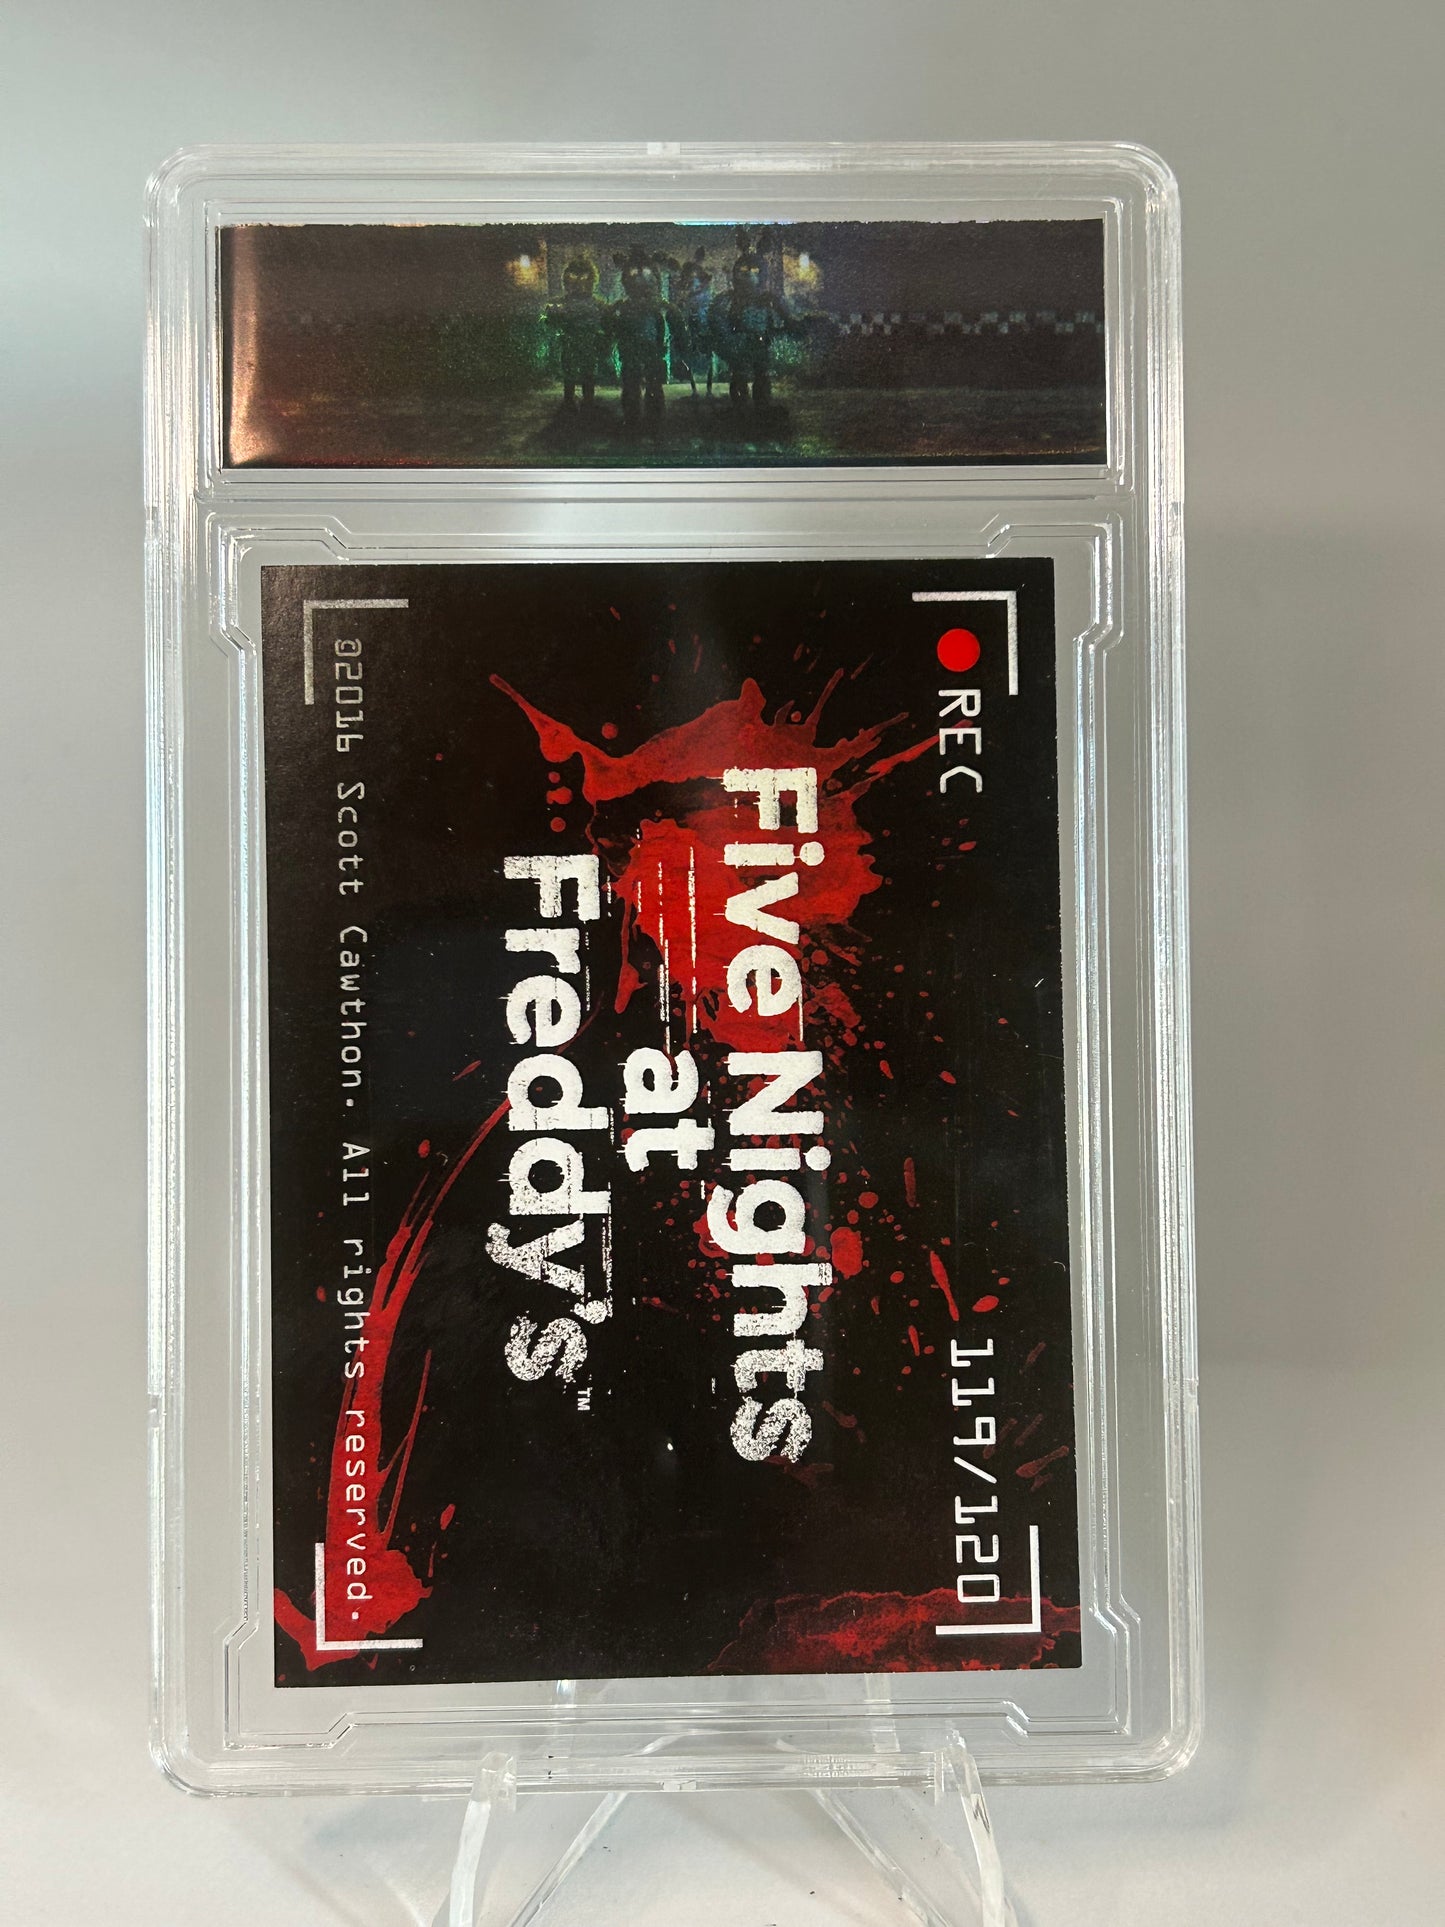 REC 119/120
Five Nights
at
Freddy's™
©2016 Scott Cawthon. All rights reserved.